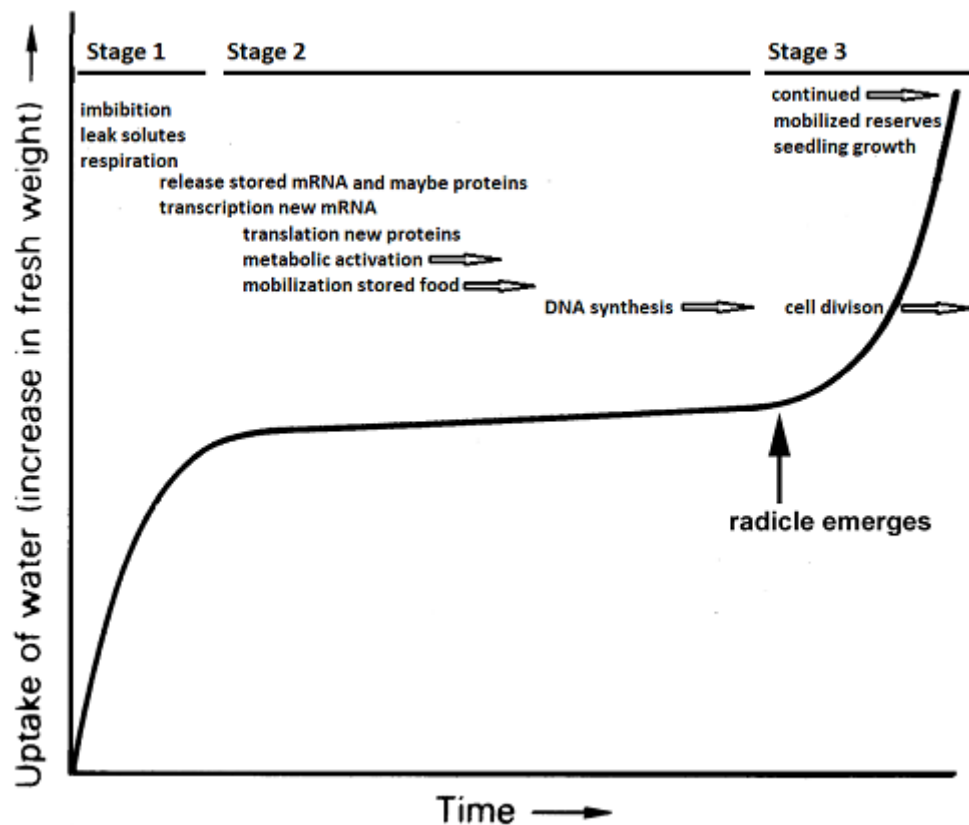 Stage 1
Stage 2
Stage 3
imbibition
leak solutes
respiration
continued
mobilized reserves
seedling growth
release stored mRNA and maybe proteins
transcription new mRNA
translation new proteins
metabolic activation
mobilization stored food
DNA synthesis
cell divison
radicle emerges
Uptake of water (increase in fresh weight)
Time